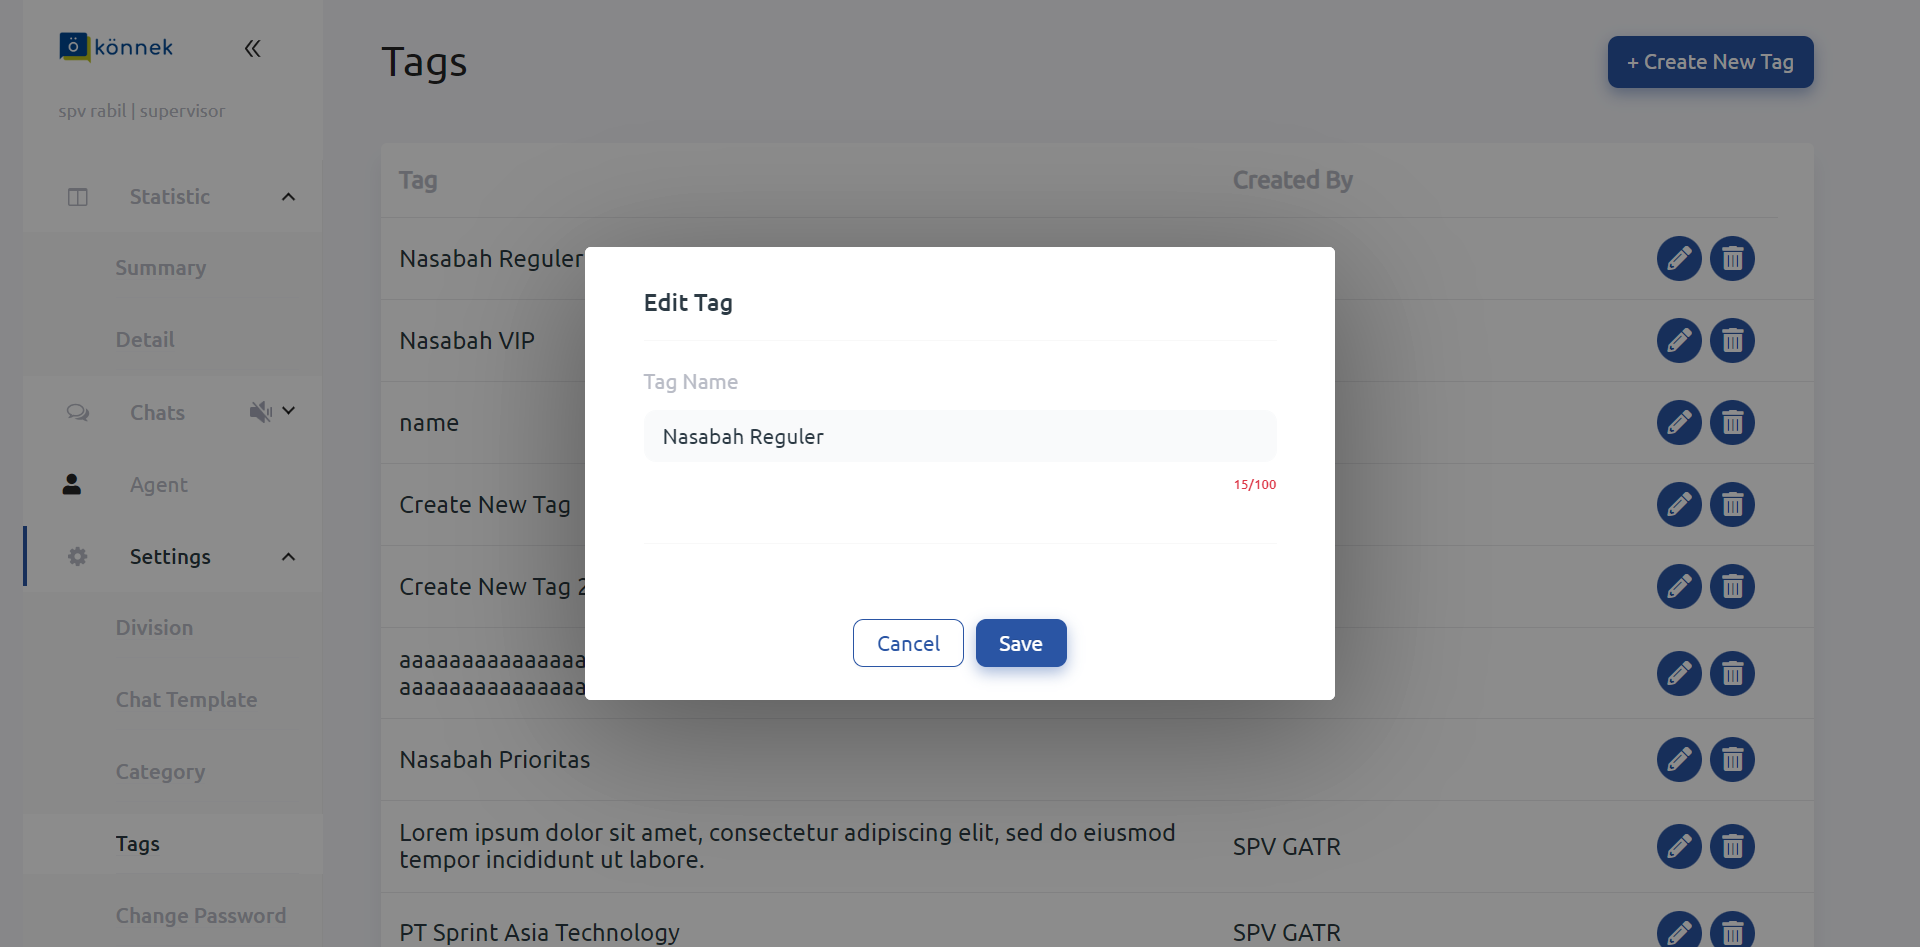 könnek
spv rabil | supervisor
Statistic
Summary
Detail
Chats
Agent
Settings
Division
Chat Template
Category
Tags
Change Password
Tags
+ Create New Tag
Tag
Created By
Nasabah Reguler
Nasabah VIP
name
Create New Tag
Create New Tag 2
aaaaaaaaaaaaaaa
aaaaaaaaaaaaaaa
Nasabah Prioritas
Lorem ipsum dolor sit amet, consectetur adipiscing elit, sed do eiusmod
tempor incididunt ut labore.
SPV GATR
PT Sprint Asia Technology
SPV GATR
Edit Tag
Tag Name
Nasabah Reguler
15/100
Cancel
Save